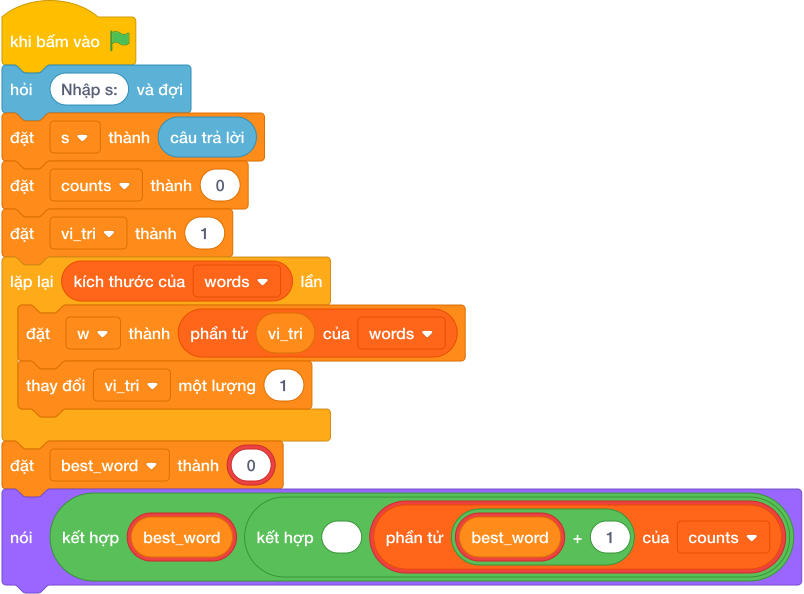 khi bấm vào
hỏi Nhập s: và đợi
đặt s thành câu trả lời
đặt counts thành 0
đặt vi_tri thành 1
lặp lại kích thước của words lần
đặt w thành phần tử vi_tri của words
thay đổi vi_tri một lượng 1
đặt best_word thành 0
nói kết hợp best_word kết hợp phần tử best_word + 1 của counts